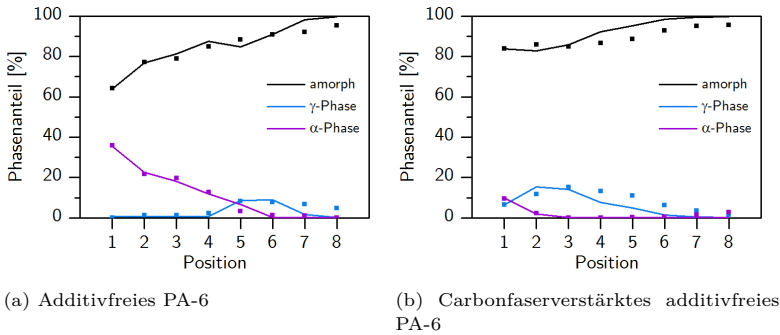 Phasenanteil [%]
100
80
60
40
20
0
amorph
γ-Phase
α-Phase
1 2 3 4 5 6 7 8
Position
(a) Additivfreies PA-6
Phasenanteil [%]
100
80
60
40
20
0
amorph
γ-Phase
α-Phase
1 2 3 4 5 6 7 8
Position
(b) Carbonfaserverstärktes additivfreies
PA-6